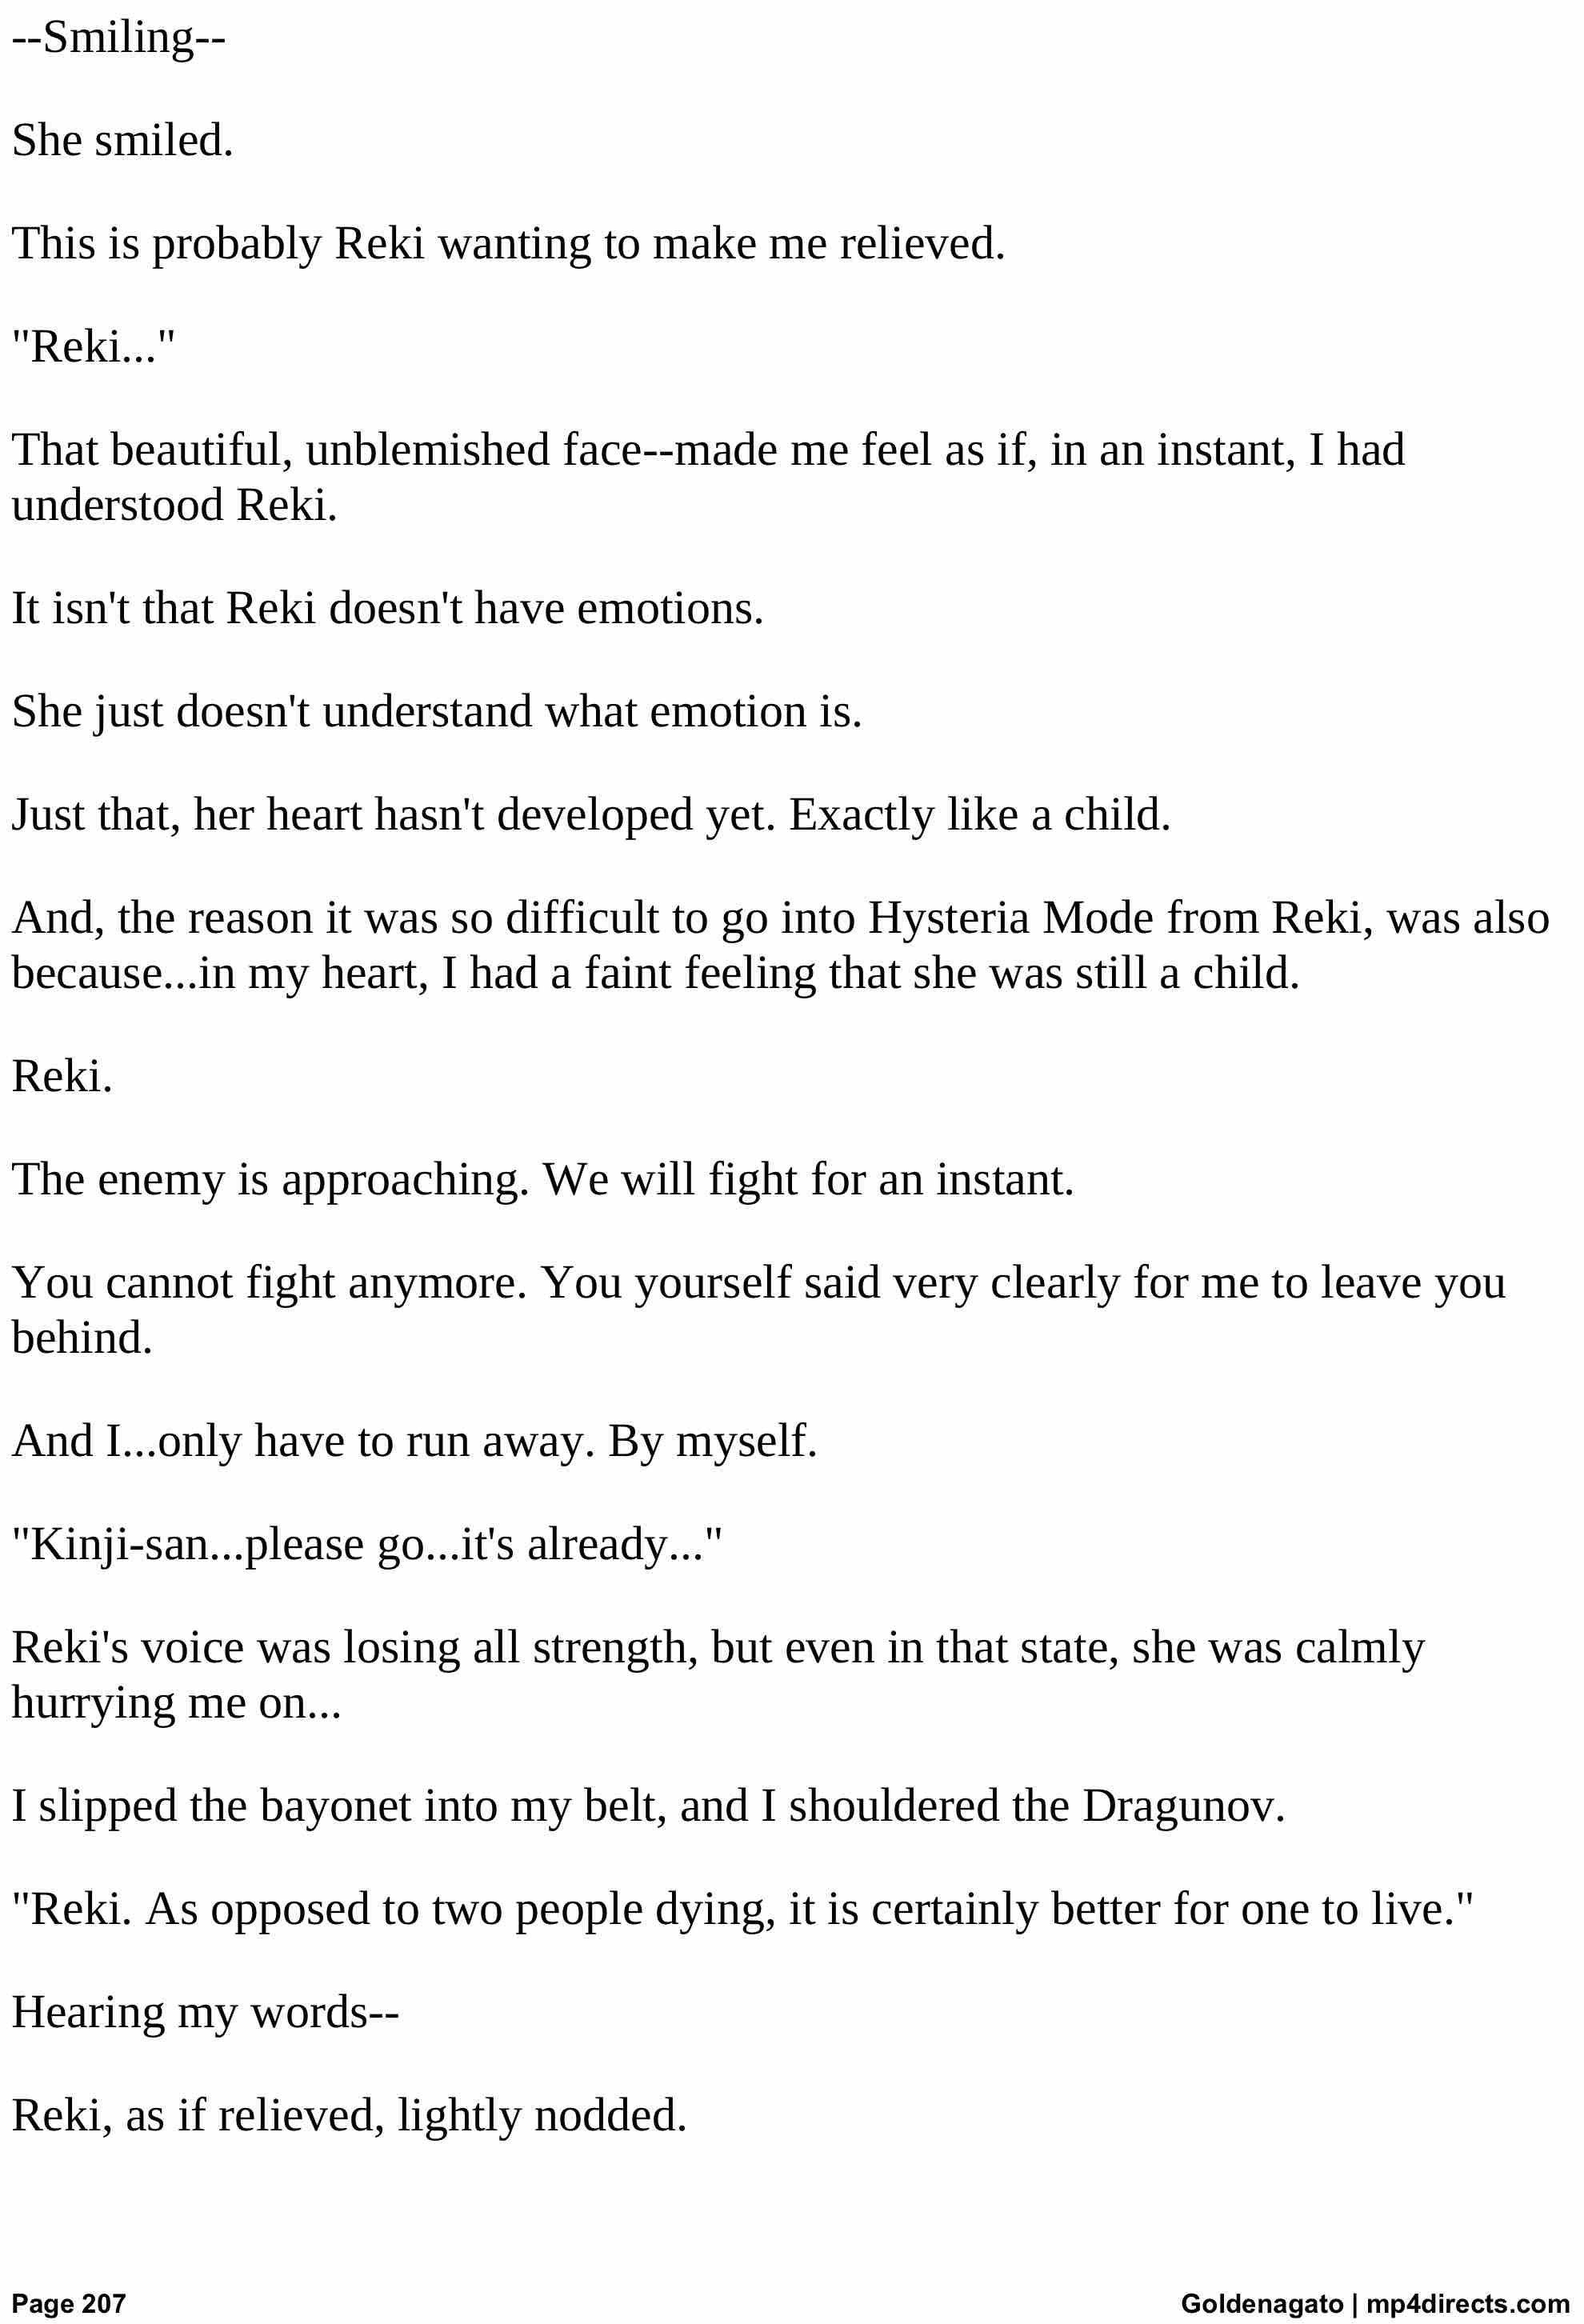 --Smiling--
She smiled.
This is probably Reki wanting to make me relieved.
"Reki..."
That beautiful, unblemished face--made me feel as if, in an instant, I had
understood Reki.
It isn't that Reki doesn't have emotions.
She just doesn't understand what emotion is.
Just that, her heart hasn't developed yet. Exactly like a child.
And, the reason it was so difficult to go into Hysteria Mode from Reki, was also
because...in my heart, I had a faint feeling that she was still a child.
Reki.
The enemy is approaching. We will fight for an instant.
You cannot fight anymore. You yourself said very clearly for me to leave you
behind.
And I...only have to run away. By myself.
"Kinji-san...please go...it's already..."
Reki's voice was losing all strength, but even in that state, she was calmly
hurrying me on...
I slipped the bayonet into my belt, and I shouldered the Dragunov.
"Reki. As opposed to two people dying, it is certainly better for one to live."
Hearing my words--
Reki, as if relieved, lightly nodded.
Page 207 Goldenagato | mp4directs.com